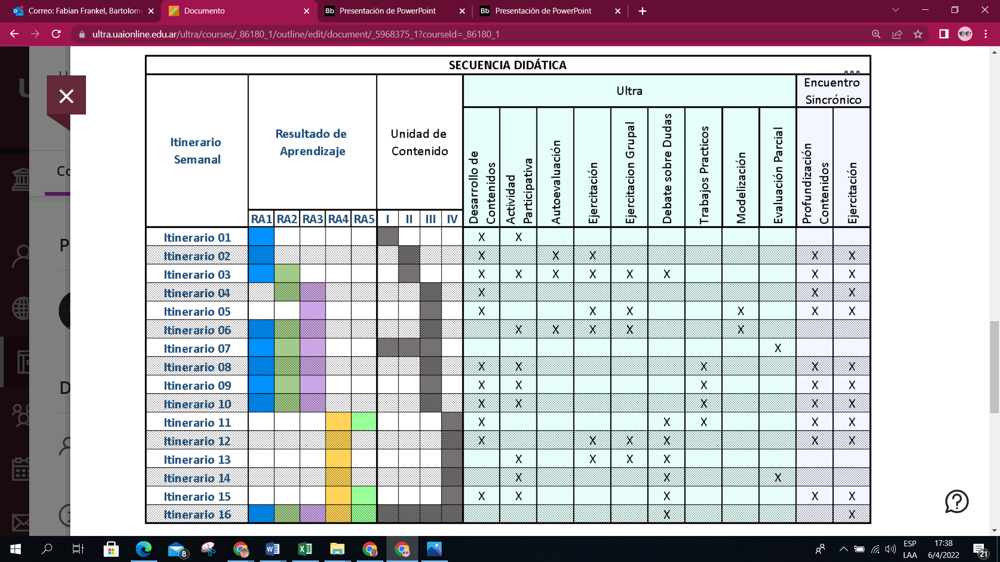 Correo: Fabian Frankel, Bartolom
Documento
Bb Presentación de PowerPoint
Bb Presentación de PowerPoint
ultra.uaionline.edu.ar/ultra/courses/_86180_1/outline/edit/document/_5968375_1?courseId=_86180_1
SECUENCIA DIDÁTICA
Itinerario Semanal
Resultado de Aprendizaje
Unidad de Contenido
Ultra
Encuentro Sincrónico
Desarrollo de Contenidos
Actividad Participativa
Autoevaluación
Ejercitación
Ejercitacion Grupal
Debate sobre Dudas
Trabajos Practicos
Modelización
Evaluación Parcial
Profundización Contenidos
Ejercitación
RA1 RA2 RA3 RA4 RA5 I II III IV
Itinerario 01 X X
Itinerario 02 X X X X X
Itinerario 03 X X X X X X X X
Itinerario 04 X X X
Itinerario 05 X X X X X X
Itinerario 06 X X X X X
Itinerario 07 X
Itinerario 08 X X X X X
Itinerario 09 X X X X X
Itinerario 10 X X X X X
Itinerario 11 X X X X X
Itinerario 12 X X X X X X
Itinerario 13 X X X X
Itinerario 14 X X X
Itinerario 15 X X X X X
Itinerario 16 X X
Co
P
D
8
ESP
LAA
17:38
6/4/2022
21